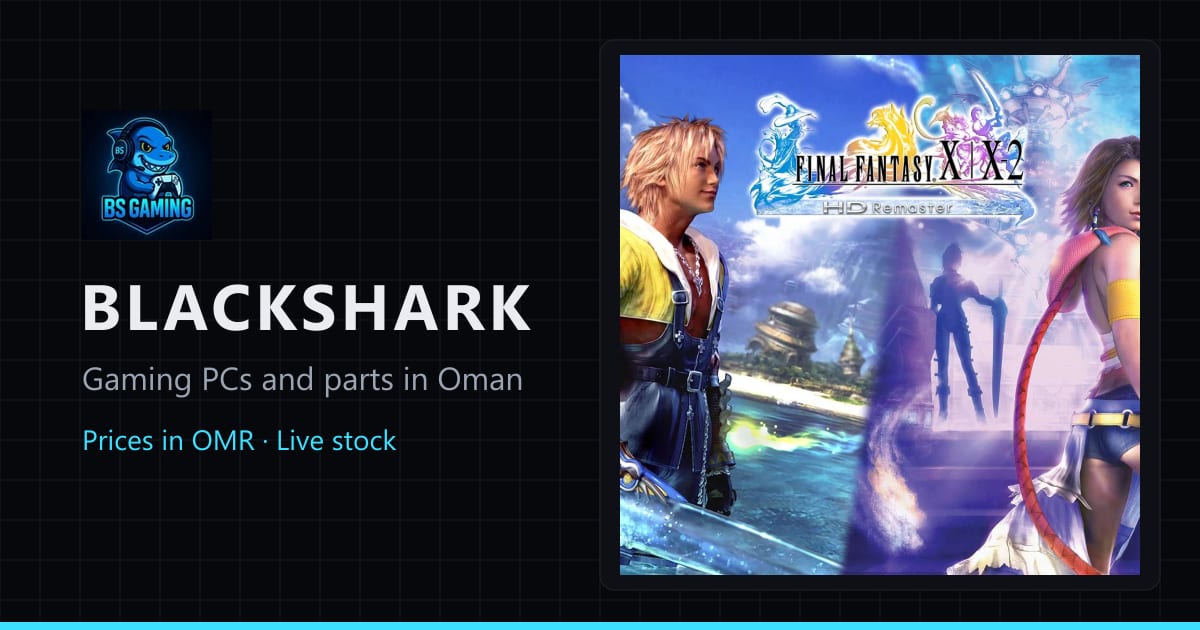 BS
BS GAMING
BLACKSHARK
Gaming PCs and parts in Oman
Prices in OMR · Live stock
FINAL FANTASY X | X-2
HD Remaster